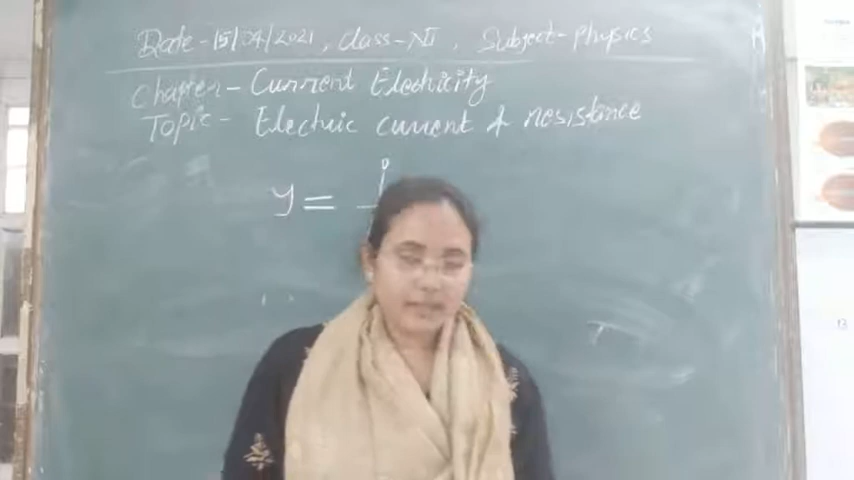 Date - 15/04/2021, class - XII, Subject - Physics
Chapter - Current Electricity
Topic - Electric current & resistance
y =